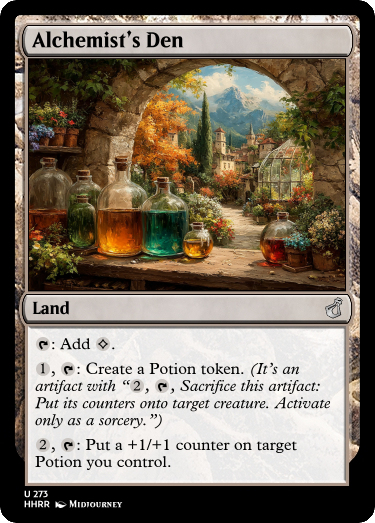 Alchemist's Den
Land
: Add .
1, : Create a Potion token. (It's an
artifact with “2, , Sacrifice this artifact:
Put its counters onto target creature. Activate
only as a sorcery.”)
2, : Put a +1/+1 counter on target
Potion you control.
U 273
HHRR Midjourney